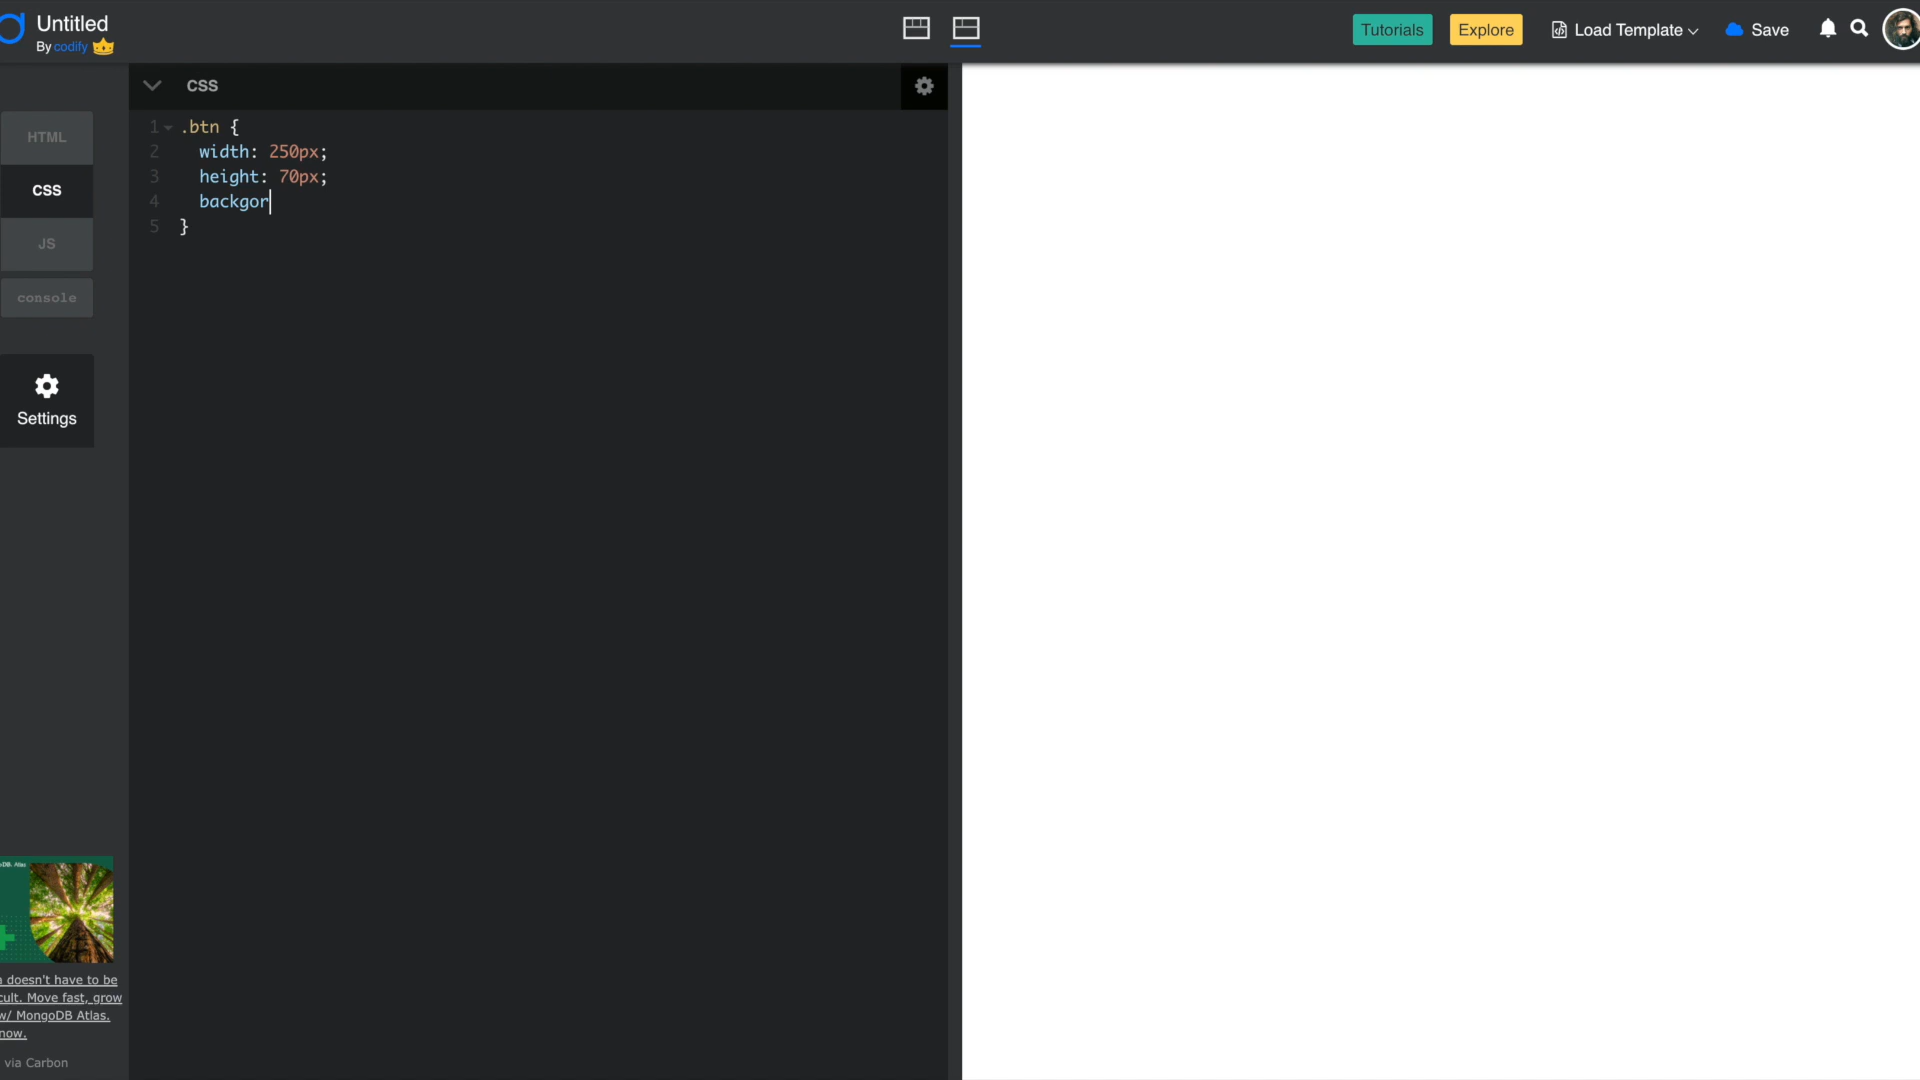 Untitled
By codify
Tutorials
Explore
Load Template
Save
HTML
CSS
JS
console
Settings
CSS
1 .btn {
2 width: 250px;
3 height: 70px;
4 backgor
5 }
DB. Atlas
doesn't have to be
cult. Move fast, grow
w/ MongoDB Atlas.
now.
via Carbon